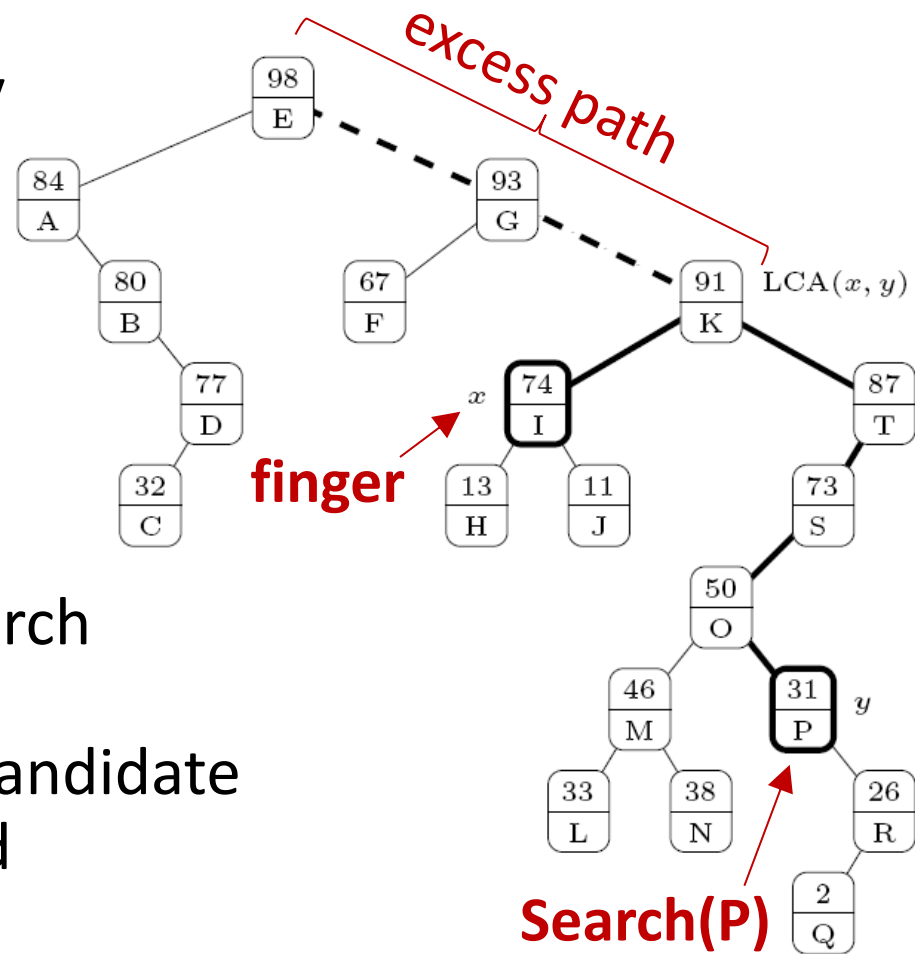 excess path
98
E
84
A
93
G
80
B
67
F
91
K
LCA(x, y)
77
D
x
74
I
87
T
finger
32
C
13
H
11
J
73
S
50
O
rch
46
M
31
P
y
andidate
33
L
38
N
26
R
d
Search(P)
2
Q